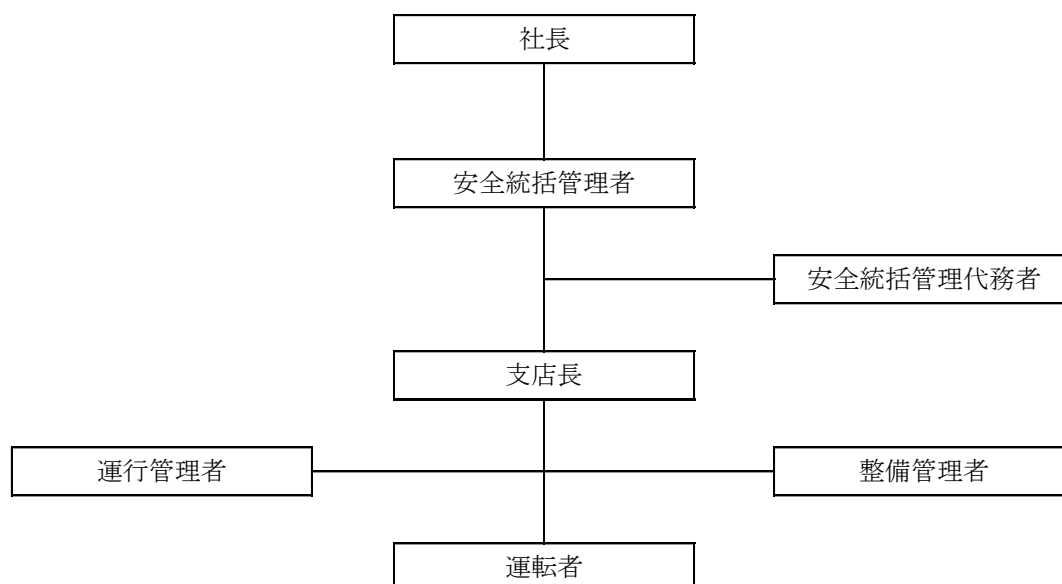 社長
安全統括管理者
安全統括管理代務者
支店長
運行管理者
整備管理者
運転者